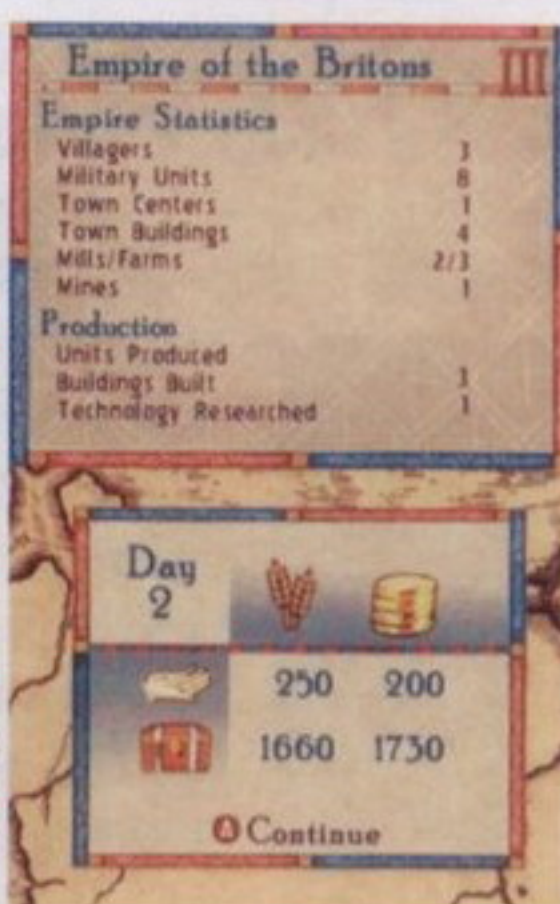 Empire of the Britons III
Empire Statistics
Villagers 3
Military Units 8
Town Centers 1
Town Buildings 4
Mills/Farms 2/3
Mines 1
Production
Units Produced
Buildings Built 3
Technology Researched 1
Day
2
250 200
1660 1730
A Continue